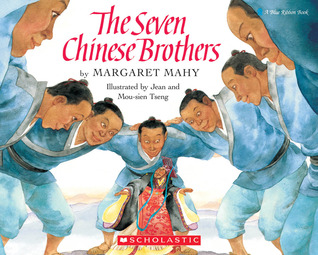 A Blue Ribbon Book
The Seven
Chinese Brothers
by MARGARET MAHY
Illustrated by Jean and
Mou-sien Tseng
SCHOLASTIC